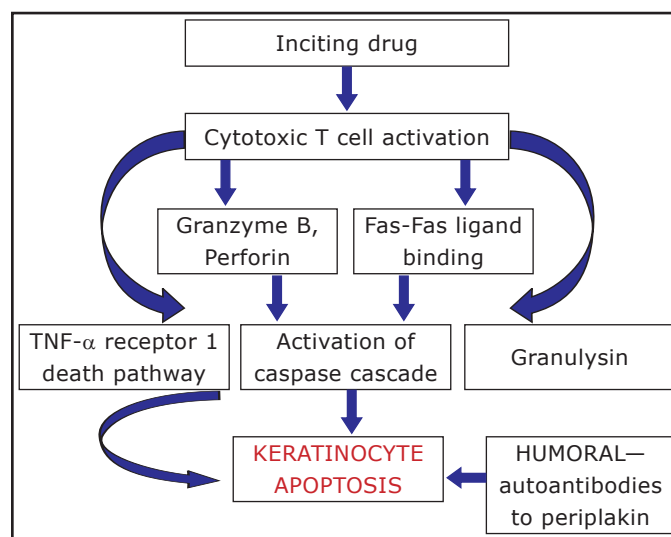 Inciting drug
Cytotoxic T cell activation
Granzyme B,
Perforin
Fas-Fas ligand
binding
TNF-α receptor 1
death pathway
Activation of
caspase cascade
Granulysin
KERATINOCYTE
APOPTOSIS
HUMORAL—
autoantibodies
to periplakin